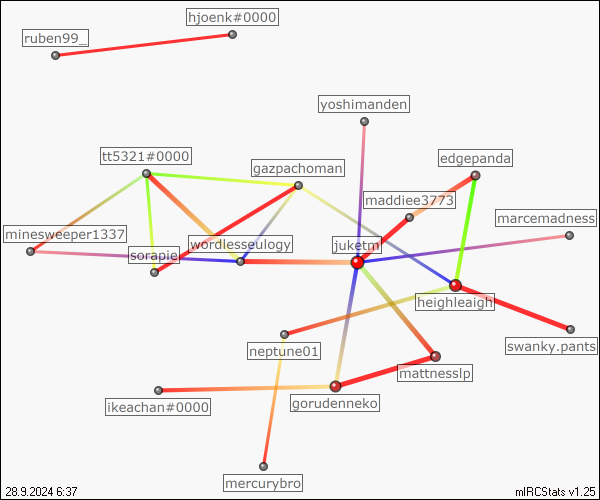 hjoenk#0000
ruben99_
yoshimanden
tt5321#0000
edgepanda
gazpachoman
maddiee3773
marcemadness
minesweeper1337
wordlesseulogy
juketm
sorapie
heighleaigh
swanky.pants
neptune01
mattnesslp
ikeachan#0000
gorudenneko
mercurybro
28.9.2024 6:37
mIRCStats v1.25